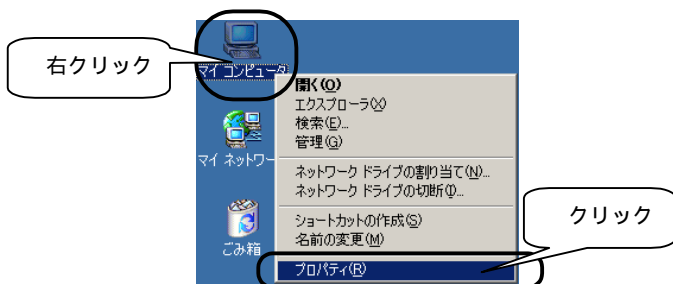 右クリック
マイ コンピュータ
開く(O)
エクスプローラ(X)
検索(E)...
管理(G)
マイ ネットワー
ネットワーク ドライブの割り当て(N)...
ネットワーク ドライブの切断(I)...
ショートカットの作成(S)
クリック
名前の変更(M)
ごみ箱
プロパティ(R)